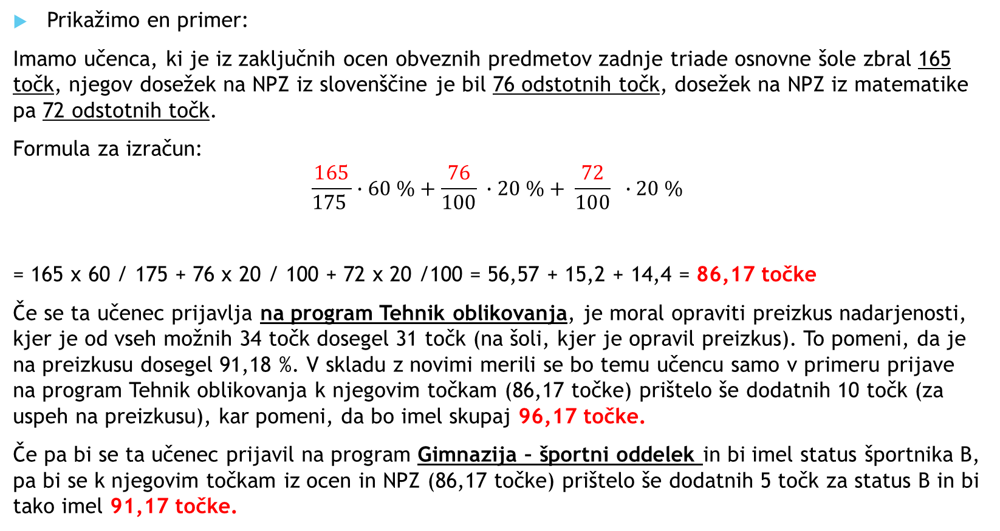 Prikažimo en primer:
Imamo učenca, ki je iz zaključnih ocen obveznih predmetov zadnje triade osnovne šole zbral 165
točk, njegov dosežek na NPZ iz slovenščine je bil 76 odstotnih točk, dosežek na NPZ iz matematike
pa 72 odstotnih točk.
Formula za izračun:
165/175 · 60 % + 76/100 · 20 % + 72/100 · 20 %
= 165 x 60 / 175 + 76 x 20 / 100 + 72 x 20 /100 = 56,57 + 15,2 + 14,4 = 86,17 točke
Če se ta učenec prijavlja na program Tehnik oblikovanja, je moral opraviti preizkus nadarjenosti,
kjer je od vseh možnih 34 točk dosegel 31 točk (na šoli, kjer je opravil preizkus). To pomeni, da je
na preizkusu dosegel 91,18 %. V skladu z novimi merili se bo temu učencu samo v primeru prijave
na program Tehnik oblikovanja k njegovim točkam (86,17 točke) prištelo še dodatnih 10 točk (za
uspeh na preizkusu), kar pomeni, da bo imel skupaj 96,17 točke.
Če pa bi se ta učenec prijavil na program Gimnazija – športni oddelek in bi imel status športnika B,
pa bi se k njegovim točkam iz ocen in NPZ (86,17 točke) prištelo še dodatnih 5 točk za status B in bi
tako imel 91,17 točke.